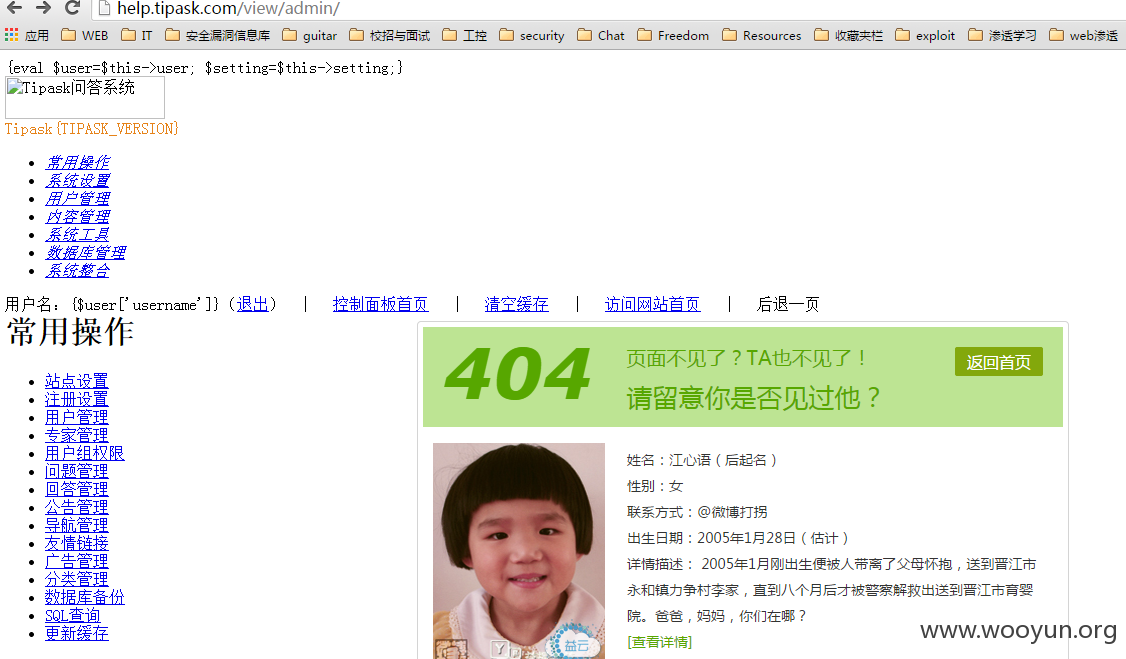 help.tipask.com/view/admin/
应用 WEB IT 安全漏洞信息库 guitar 校招与面试 工控 security Chat Freedom Resources 收藏夹栏 exploit 渗透学习 web渗透
{eval $user=$this->user; $setting=$this->setting;}
Tipask问答系统
Tipask{TIPASK_VERSION}
常用操作
系统设置
用户管理
内容管理
系统工具
数据库管理
系统整合
用户名：{$user['username']}（退出） | 控制面板首页 | 清空缓存 | 访问网站首页 | 后退一页
常用操作
站点设置
注册设置
用户管理
专家管理
用户组权限
问题管理
回答管理
公告管理
导航管理
友情链接
广告管理
分类管理
数据库备份
SQL查询
更新缓存
404
页面不见了？TA也不见了！
请留意你是否见过他？
返回首页
姓名：江心语（后起名）
性别：女
联系方式：@微博打拐
出生日期：2005年1月28日（估计）
详情描述： 2005年1月刚出生便被人带离了父母怀抱，送到晋江市
永和镇力争村李家，直到八个月后才被警察解救出送到晋江市育婴
院。爸爸，妈妈，你们在哪？
[查看详情]
益云
www.wooyun.org